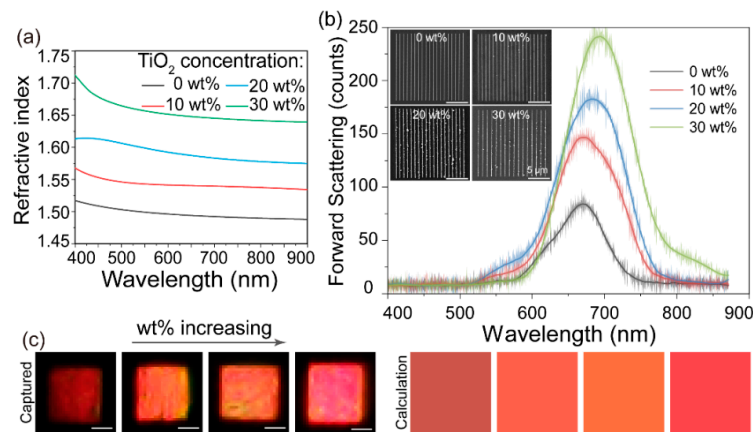 (a)
1.75
1.70
1.65
1.60
1.55
1.50
1.45
Refractive index
TiO₂ concentration:
0 wt% 20 wt%
10 wt% 30 wt%
400 500 600 700 800 900
Wavelength (nm)
(b)
250
200
150
100
50
0
Forward Scattering (counts)
0 wt% 10 wt%
20 wt% 30 wt%
5 μm
0 wt%
10 wt%
20 wt%
30 wt%
400 500 600 700 800 900
Wavelength (nm)
(c)
wt% increasing
Captured
Calculation